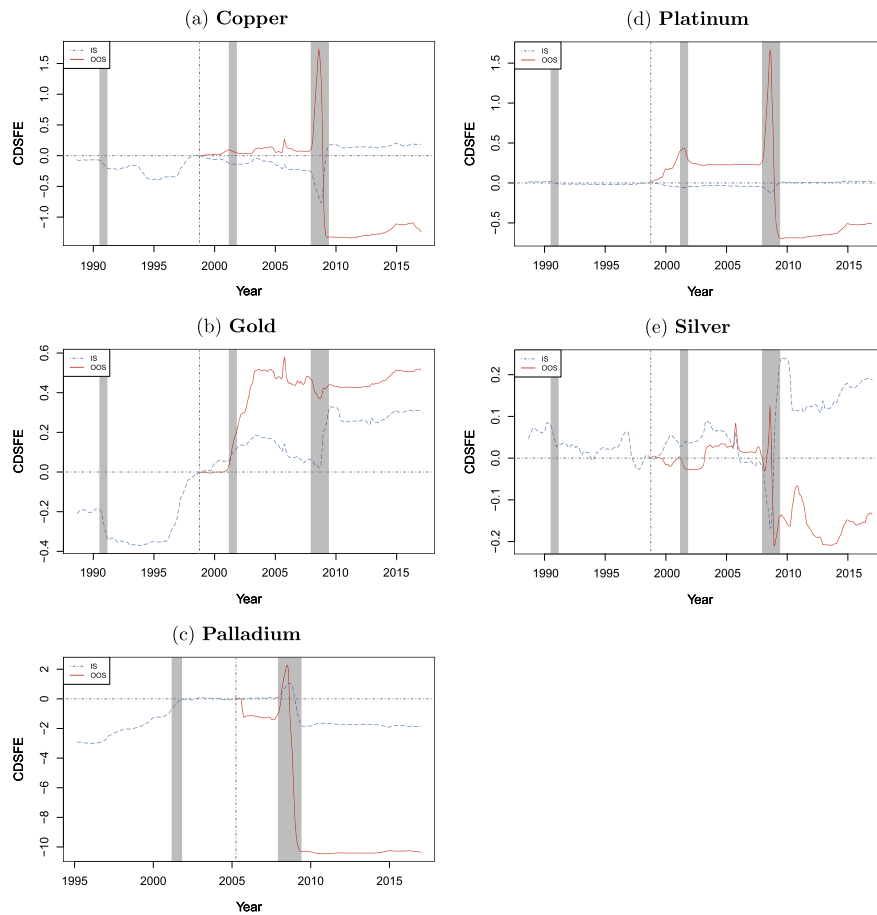 (a) Copper
IS
OOS
CDSFE
1.5
1.0
0.5
0.0
−0.5
−1.0
1990 1995 2000 2005 2010 2015
Year
(d) Platinum
IS
OOS
CDSFE
1.5
1.0
0.5
0.0
−0.5
1990 1995 2000 2005 2010 2015
Year
(b) Gold
IS
OOS
CDSFE
0.6
0.4
0.2
0.0
−0.2
−0.4
1990 1995 2000 2005 2010 2015
Year
(e) Silver
IS
OOS
CDSFE
0.2
0.1
0.0
−0.1
−0.2
1990 1995 2000 2005 2010 2015
Year
(c) Palladium
IS
OOS
CDSFE
2
0
−2
−4
−6
−8
−10
1995 2000 2005 2010 2015
Year